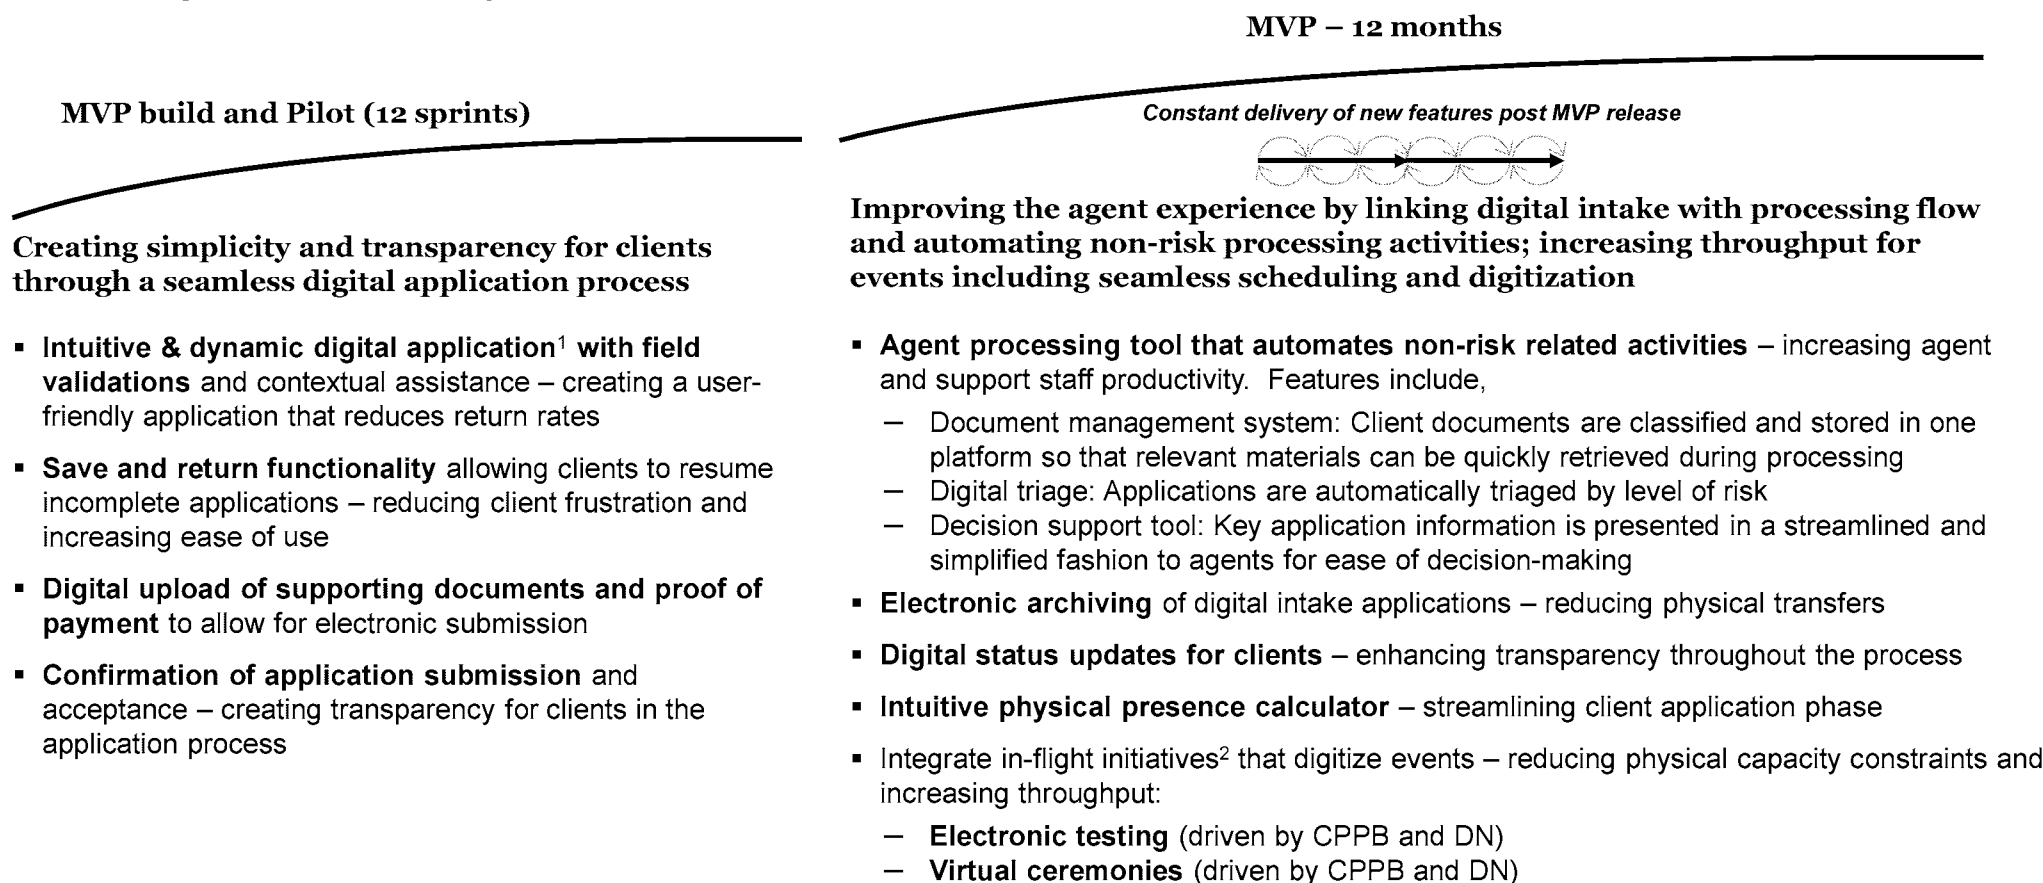 MVP build and Pilot (12 sprints)
Creating simplicity and transparency for clients
through a seamless digital application process
▪ Intuitive & dynamic digital application¹ with field
validations and contextual assistance – creating a user-
friendly application that reduces return rates
▪ Save and return functionality allowing clients to resume
incomplete applications – reducing client frustration and
increasing ease of use
▪ Digital upload of supporting documents and proof of
payment to allow for electronic submission
▪ Confirmation of application submission and
acceptance – creating transparency for clients in the
application process
MVP – 12 months
Constant delivery of new features post MVP release
Improving the agent experience by linking digital intake with processing flow
and automating non-risk processing activities; increasing throughput for
events including seamless scheduling and digitization
▪ Agent processing tool that automates non-risk related activities – increasing agent
and support staff productivity.  Features include,
– Document management system: Client documents are classified and stored in one
platform so that relevant materials can be quickly retrieved during processing
– Digital triage: Applications are automatically triaged by level of risk
– Decision support tool: Key application information is presented in a streamlined and
simplified fashion to agents for ease of decision-making
▪ Electronic archiving of digital intake applications – reducing physical transfers
▪ Digital status updates for clients – enhancing transparency throughout the process
▪ Intuitive physical presence calculator – streamlining client application phase
▪ Integrate in-flight initiatives² that digitize events – reducing physical capacity constraints and
increasing throughput:
– Electronic testing (driven by CPPB and DN)
– Virtual ceremonies (driven by CPPB and DN)